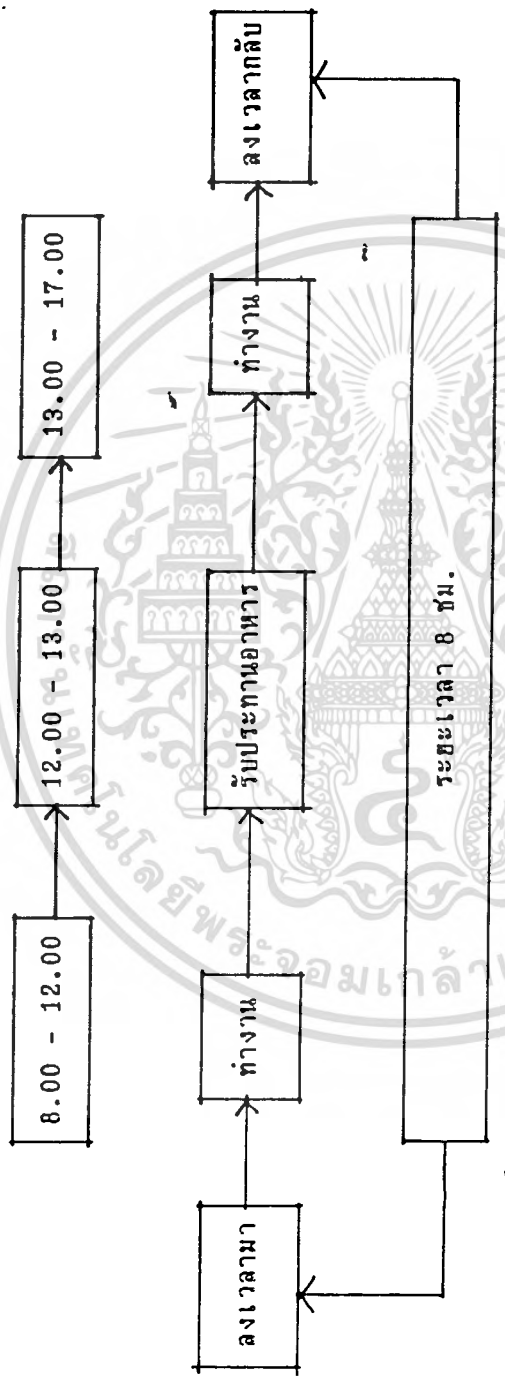 8.00 - 12.00
12.00 - 13.00
13.00 - 17.00
ลงเวลามา
ทำงาน
รับประทานอาหาร
ทำงาน
ลงเวลากลับ
ระยะเวลา 8 ชม.